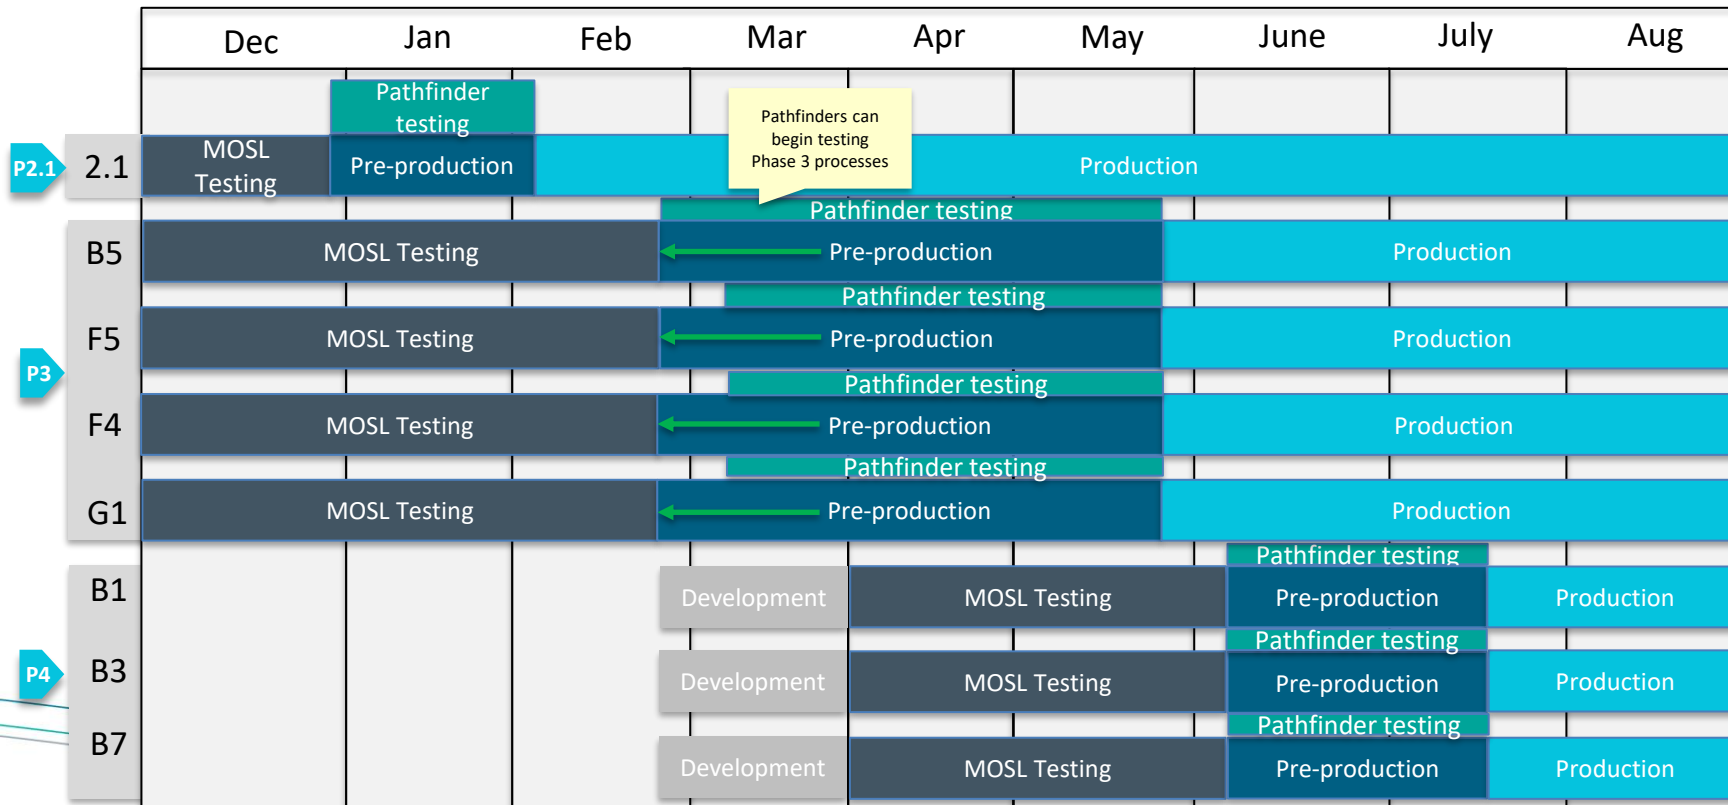 Dec Jan Feb Mar Apr May June July Aug
Pathfinder
testing
Pathfinders can
begin testing
Phase 3 processes
P2.1 2.1 MOSL
Testing
Pre-production Production
Pathfinder testing
B5 MOSL Testing Pre-production Production
Pathfinder testing
F5 MOSL Testing Pre-production Production
P3
Pathfinder testing
F4 MOSL Testing Pre-production Production
Pathfinder testing
G1 MOSL Testing Pre-production Production
Pathfinder testing
B1 Development MOSL Testing Pre-production Production
Pathfinder testing
P4 B3 Development MOSL Testing Pre-production Production
Pathfinder testing
B7 Development MOSL Testing Pre-production Production